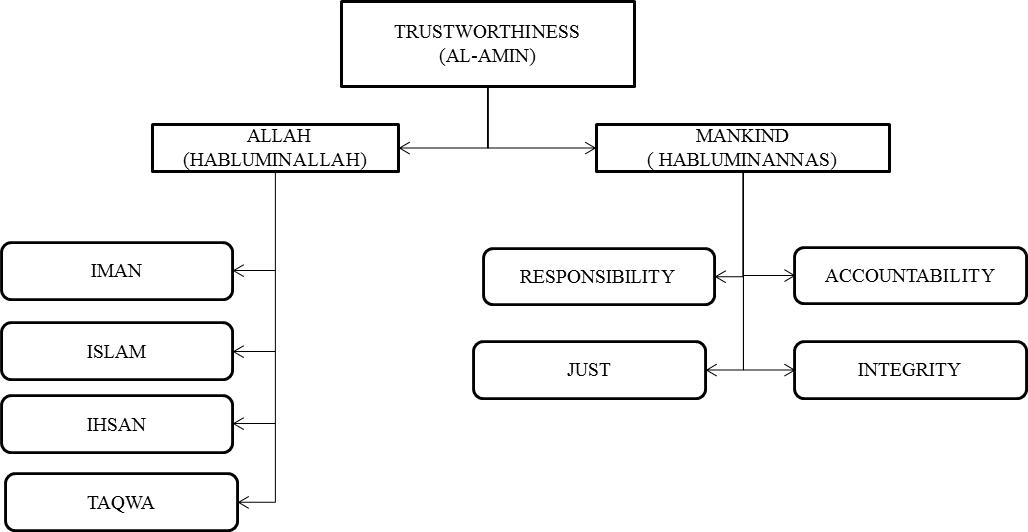 TRUSTWORTHINESS
(AL-AMIN)
ALLAH
(HABLUMINALLAH)
MANKIND
( HABLUMINANNAS)
IMAN
ISLAM
IHSAN
TAQWA
RESPONSIBILITY
ACCOUNTABILITY
JUST
INTEGRITY